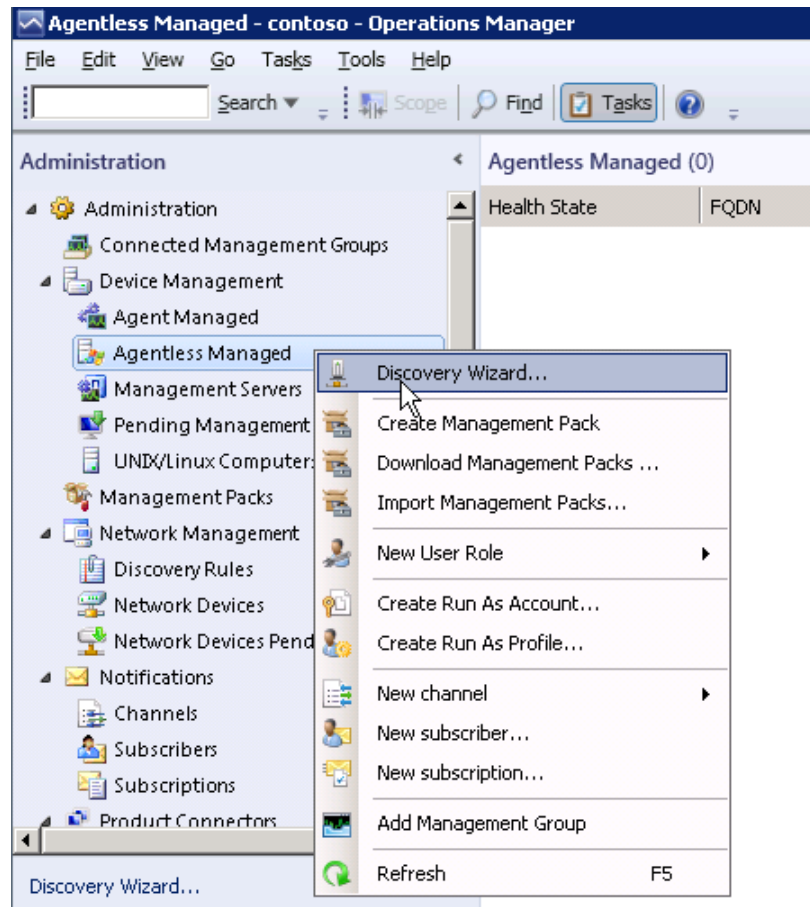 Agentless Managed - contoso - Operations Manager
File Edit View Go Tasks Tools Help
Search Scope Find Tasks
Administration
Agentless Managed (0)
Administration
Health State FQDN
Connected Management Groups
Device Management
Agent Managed
Agentless Managed
Management Servers
Pending Management
UNIX/Linux Computer
Management Packs
Network Management
Discovery Rules
Network Devices
Network Devices Pend
Notifications
Channels
Subscribers
Subscriptions
Product Connectors
Discovery Wizard...
Discovery Wizard...
Create Management Pack
Download Management Packs ...
Import Management Packs...
New User Role
Create Run As Account...
Create Run As Profile...
New channel
New subscriber...
New subscription...
Add Management Group
Refresh F5